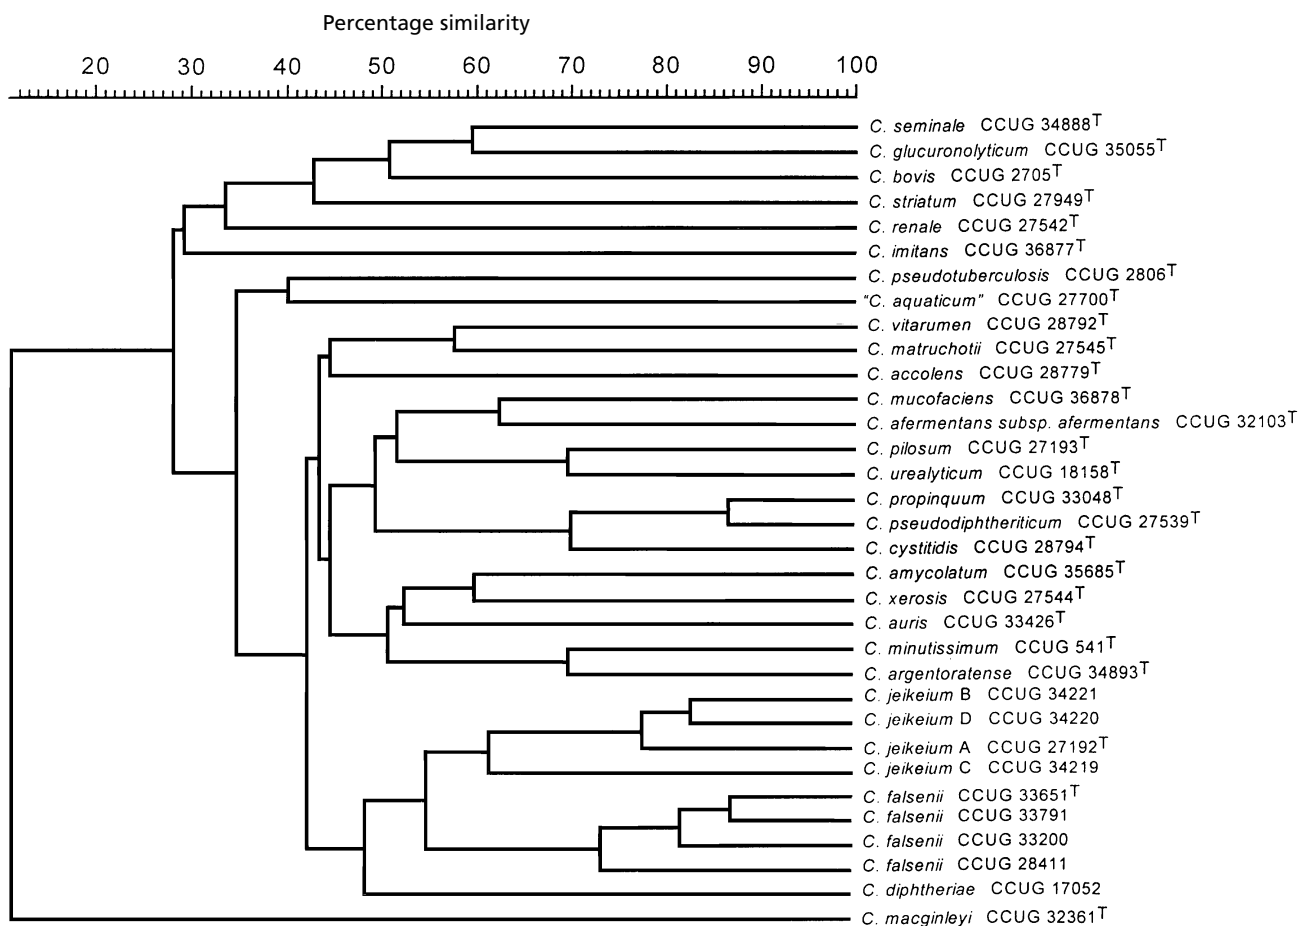 Percentage similarity
20 30 40 50 60 70 80 90 100
C. seminale CCUG 34888T
C. glucuronolyticum CCUG 35055T
C. bovis CCUG 2705T
C. striatum CCUG 27949T
C. renale CCUG 27542T
C. imitans CCUG 36877T
C. pseudotuberculosis CCUG 2806T
"C. aquaticum" CCUG 27700T
C. vitarumen CCUG 28792T
C. matruchotii CCUG 27545T
C. accolens CCUG 28779T
C. mucofaciens CCUG 36878T
C. afermentans subsp. afermentans CCUG 32103T
C. pilosum CCUG 27193T
C. urealyticum CCUG 18158T
C. propinquum CCUG 33048T
C. pseudodiphtheriticum CCUG 27539T
C. cystitidis CCUG 28794T
C. amycolatum CCUG 35685T
C. xerosis CCUG 27544T
C. auris CCUG 33426T
C. minutissimum CCUG 541T
C. argentoratense CCUG 34893T
C. jeikeium B CCUG 34221
C. jeikeium D CCUG 34220
C. jeikeium A CCUG 27192T
C. jeikeium C CCUG 34219
C. falsenii CCUG 33651T
C. falsenii CCUG 33791
C. falsenii CCUG 33200
C. falsenii CCUG 28411
C. diphtheriae CCUG 17052
C. macginleyi CCUG 32361T